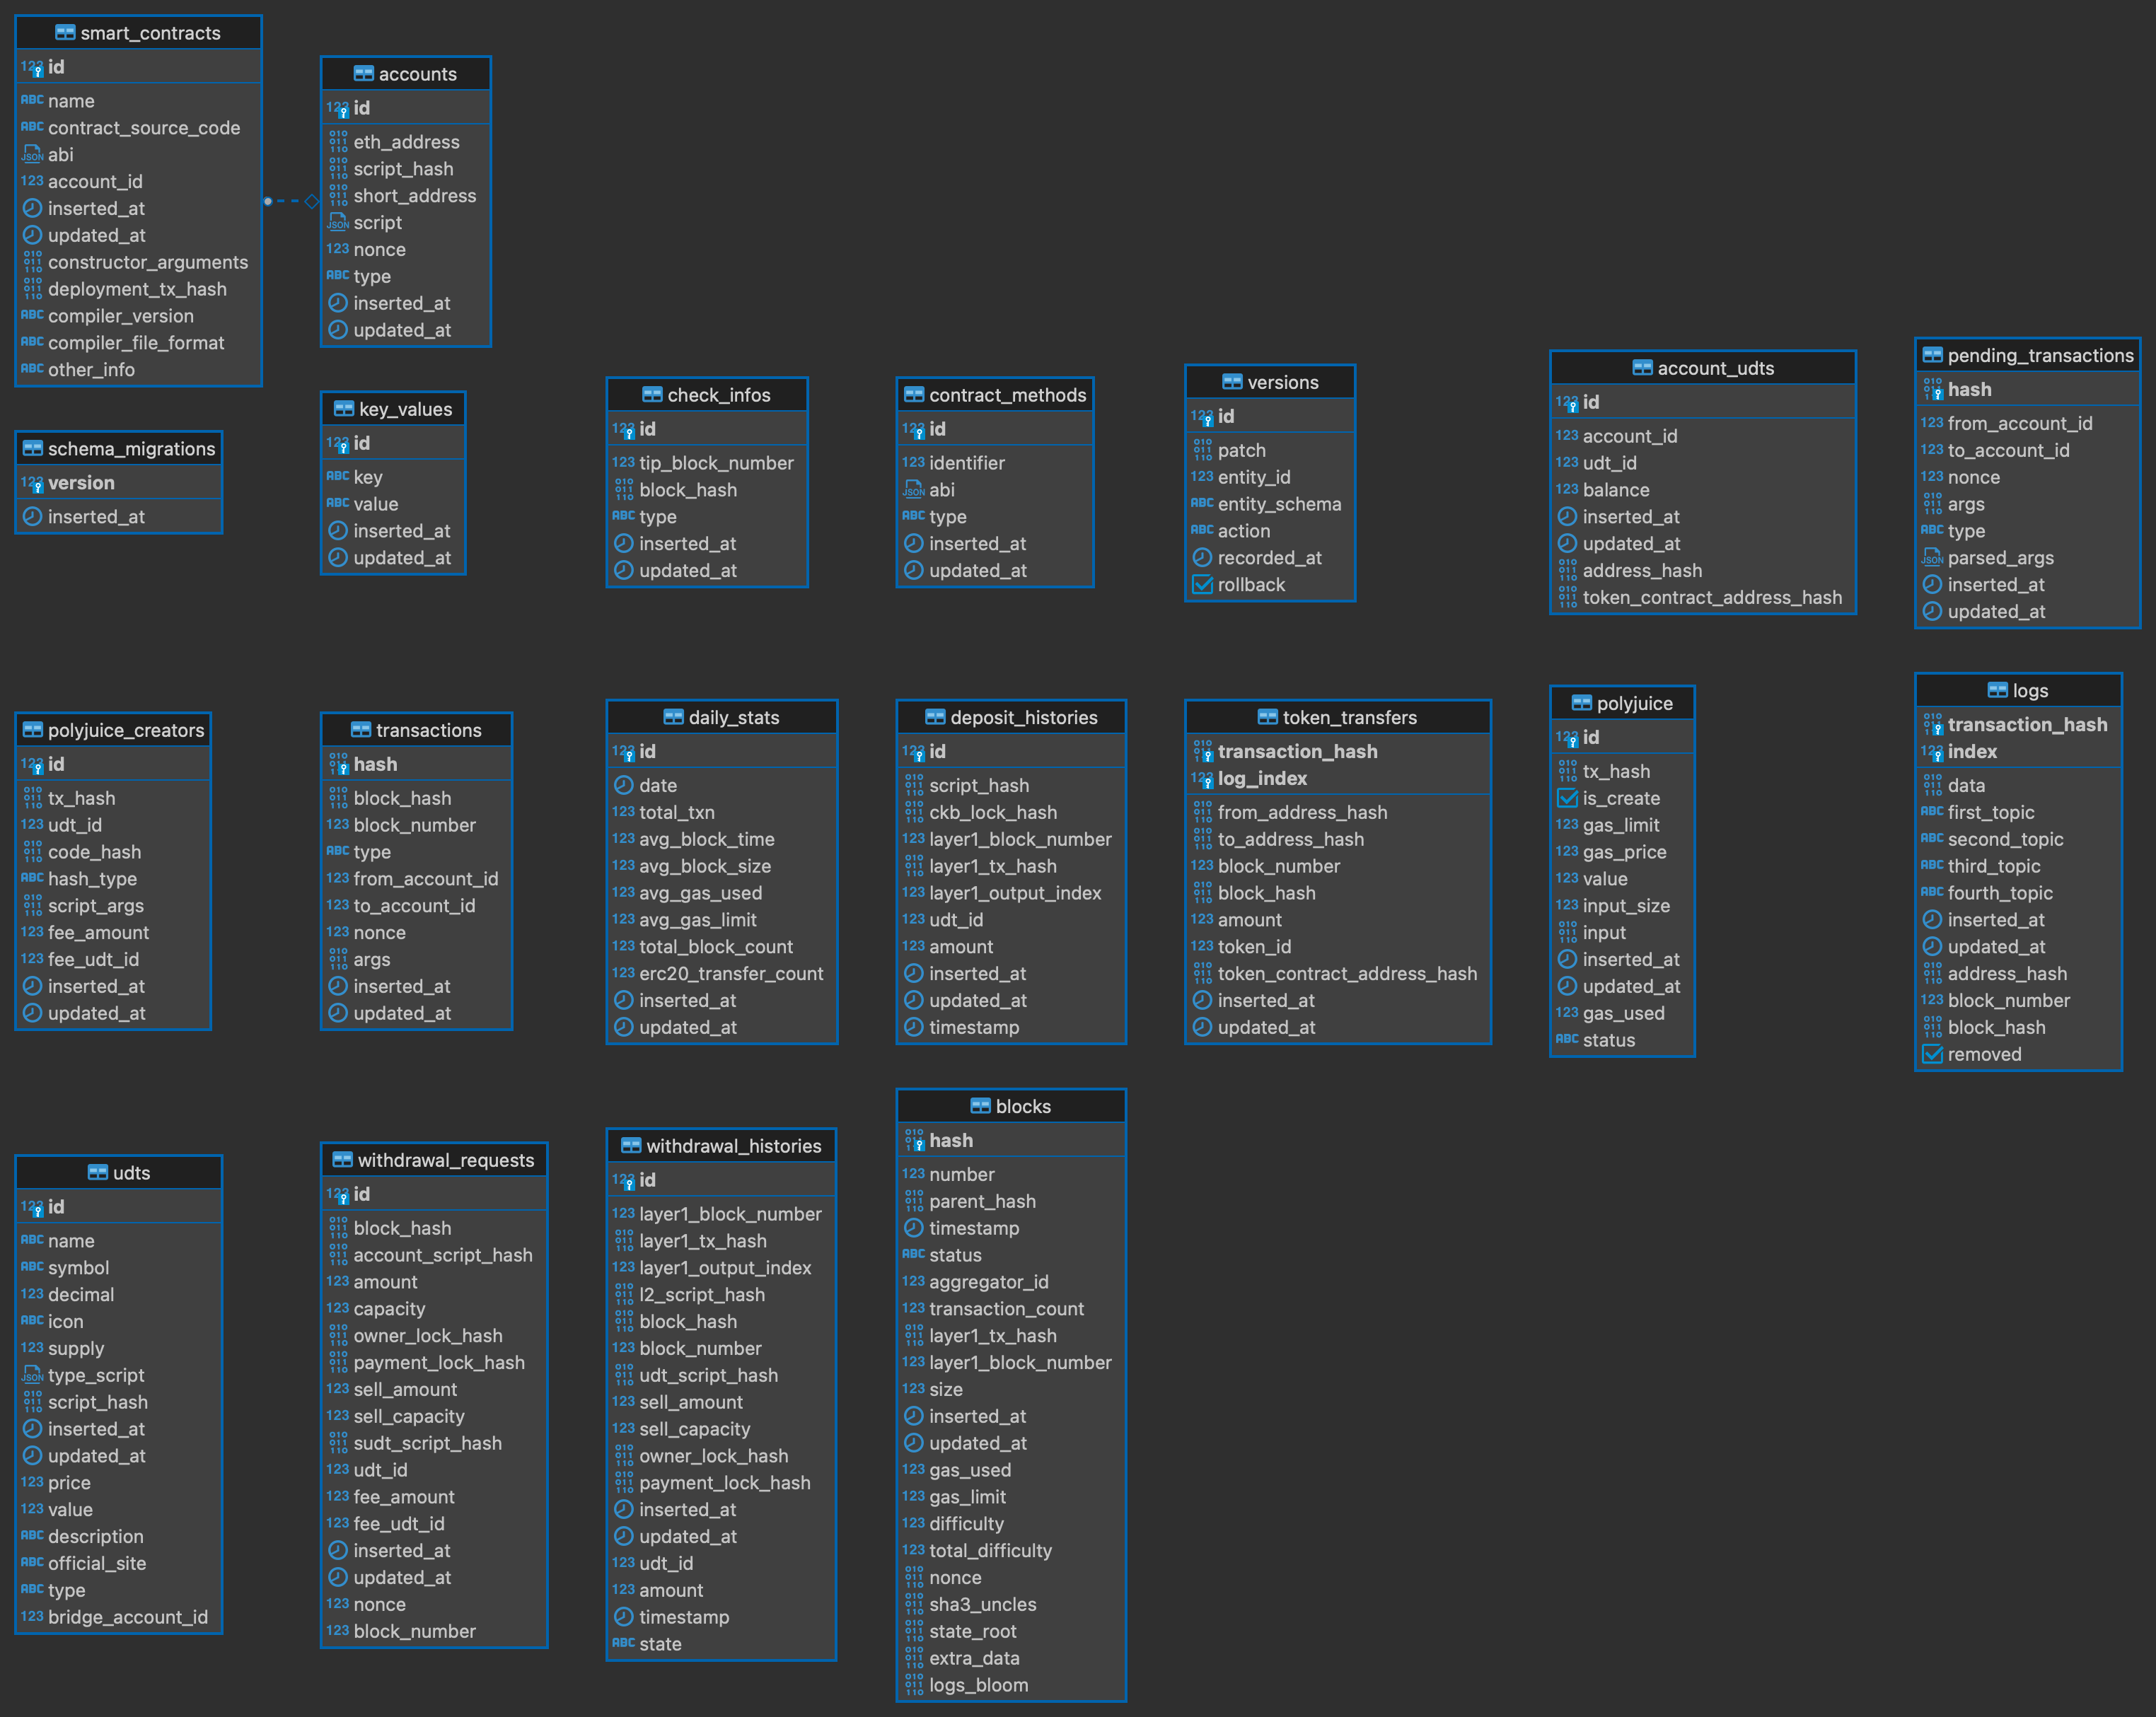 smart_contracts
id
name
contract_source_code
abi
account_id
inserted_at
updated_at
constructor_arguments
deployment_tx_hash
compiler_version
compiler_file_format
other_info
accounts
id
eth_address
script_hash
short_address
script
nonce
type
inserted_at
updated_at
schema_migrations
version
inserted_at
key_values
id
key
value
inserted_at
updated_at
check_infos
id
tip_block_number
block_hash
type
inserted_at
updated_at
contract_methods
id
identifier
abi
type
inserted_at
updated_at
versions
id
patch
entity_id
entity_schema
action
recorded_at
rollback
account_udts
id
account_id
udt_id
balance
inserted_at
updated_at
address_hash
token_contract_address_hash
pending_transactions
hash
from_account_id
to_account_id
nonce
args
type
parsed_args
inserted_at
updated_at
polyjuice_creators
id
tx_hash
udt_id
code_hash
hash_type
script_args
fee_amount
fee_udt_id
inserted_at
updated_at
transactions
hash
block_hash
block_number
type
from_account_id
to_account_id
nonce
args
inserted_at
updated_at
daily_stats
id
date
total_txn
avg_block_time
avg_block_size
avg_gas_used
avg_gas_limit
total_block_count
erc20_transfer_count
inserted_at
updated_at
deposit_histories
id
script_hash
ckb_lock_hash
layer1_block_number
layer1_tx_hash
layer1_output_index
udt_id
amount
inserted_at
updated_at
timestamp
token_transfers
transaction_hash
log_index
from_address_hash
to_address_hash
block_number
block_hash
amount
token_id
token_contract_address_hash
inserted_at
updated_at
polyjuice
id
tx_hash
is_create
gas_limit
gas_price
value
input_size
input
inserted_at
updated_at
gas_used
status
logs
transaction_hash
index
data
first_topic
second_topic
third_topic
fourth_topic
inserted_at
updated_at
address_hash
block_number
block_hash
removed
udts
id
name
symbol
decimal
icon
supply
type_script
script_hash
inserted_at
updated_at
price
value
description
official_site
type
bridge_account_id
withdrawal_requests
id
block_hash
account_script_hash
amount
capacity
owner_lock_hash
payment_lock_hash
sell_amount
sell_capacity
sudt_script_hash
udt_id
fee_amount
fee_udt_id
inserted_at
updated_at
nonce
block_number
withdrawal_histories
id
layer1_block_number
layer1_tx_hash
layer1_output_index
l2_script_hash
block_hash
block_number
udt_script_hash
sell_amount
sell_capacity
owner_lock_hash
payment_lock_hash
inserted_at
updated_at
udt_id
amount
timestamp
state
blocks
hash
number
parent_hash
timestamp
status
aggregator_id
transaction_count
layer1_tx_hash
layer1_block_number
size
inserted_at
updated_at
gas_used
gas_limit
difficulty
total_difficulty
nonce
sha3_uncles
state_root
extra_data
logs_bloom